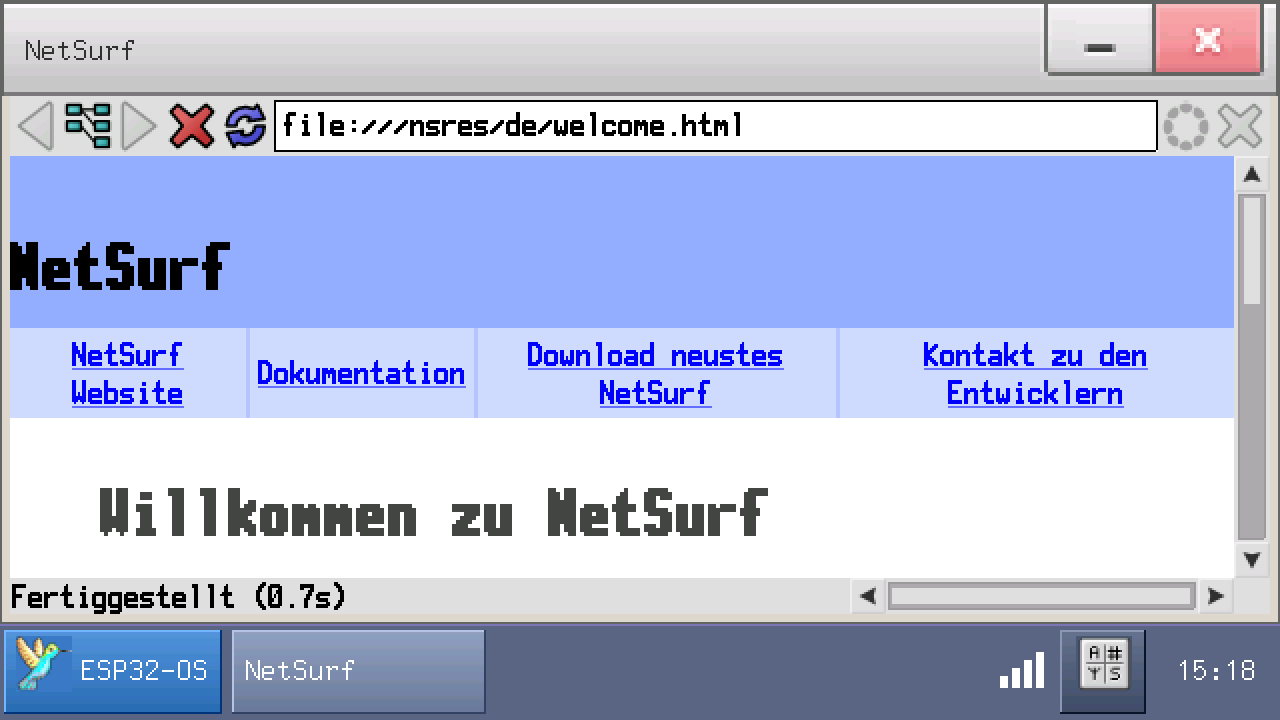 NetSurf
file:///nsres/de/welcome.html
NetSurf
NetSurf Website
Dokumentation
Download neustes NetSurf
Kontakt zu den Entwicklern
Willkommen zu NetSurf
Fertiggestellt (0.7s)
ESP32-OS
NetSurf
A #
Y S
15:18